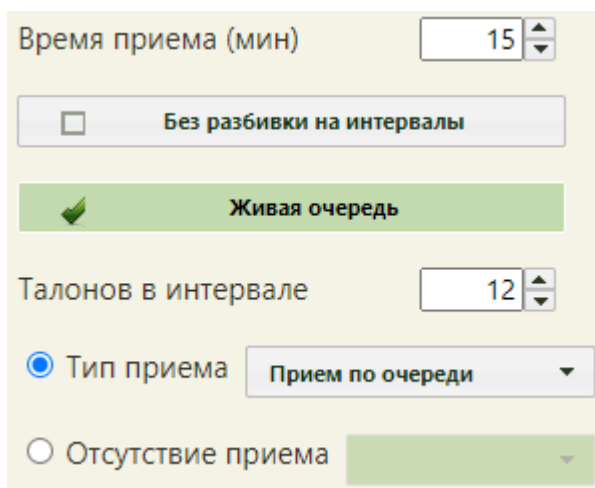 Время приема (мин) 15
Без разбивки на интервалы
Живая очередь
Талонов в интервале 12
Тип приема Прием по очереди
Отсутствие приема